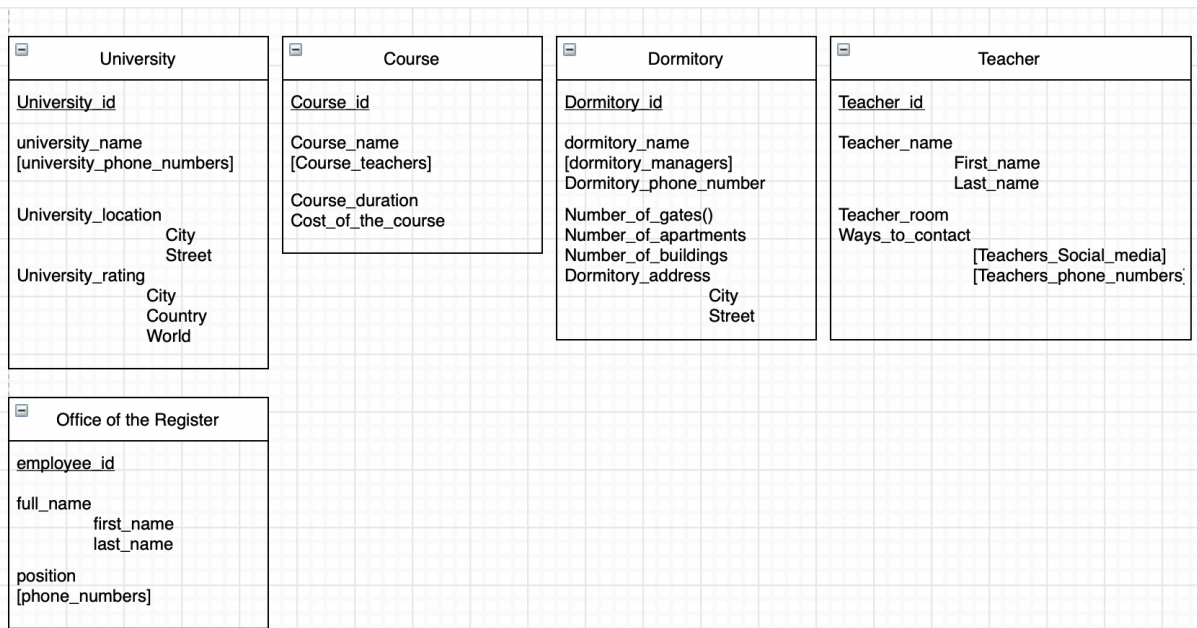 University
University_id
university_name
[university_phone_numbers]
University_location
City
Street
University_rating
City
Country
World
Course
Course_id
Course_name
[Course_teachers]
Course_duration
Cost_of_the_course
Dormitory
Dormitory_id
dormitory_name
[dormitory_managers]
Dormitory_phone_number
Number_of_gates()
Number_of_apartments
Number_of_buildings
Dormitory_address
City
Street
Teacher
Teacher_id
Teacher_name
First_name
Last_name
Teacher_room
Ways_to_contact
[Teachers_Social_media]
[Teachers_phone_numbers]
Office of the Register
employee_id
full_name
first_name
last_name
position
[phone_numbers]